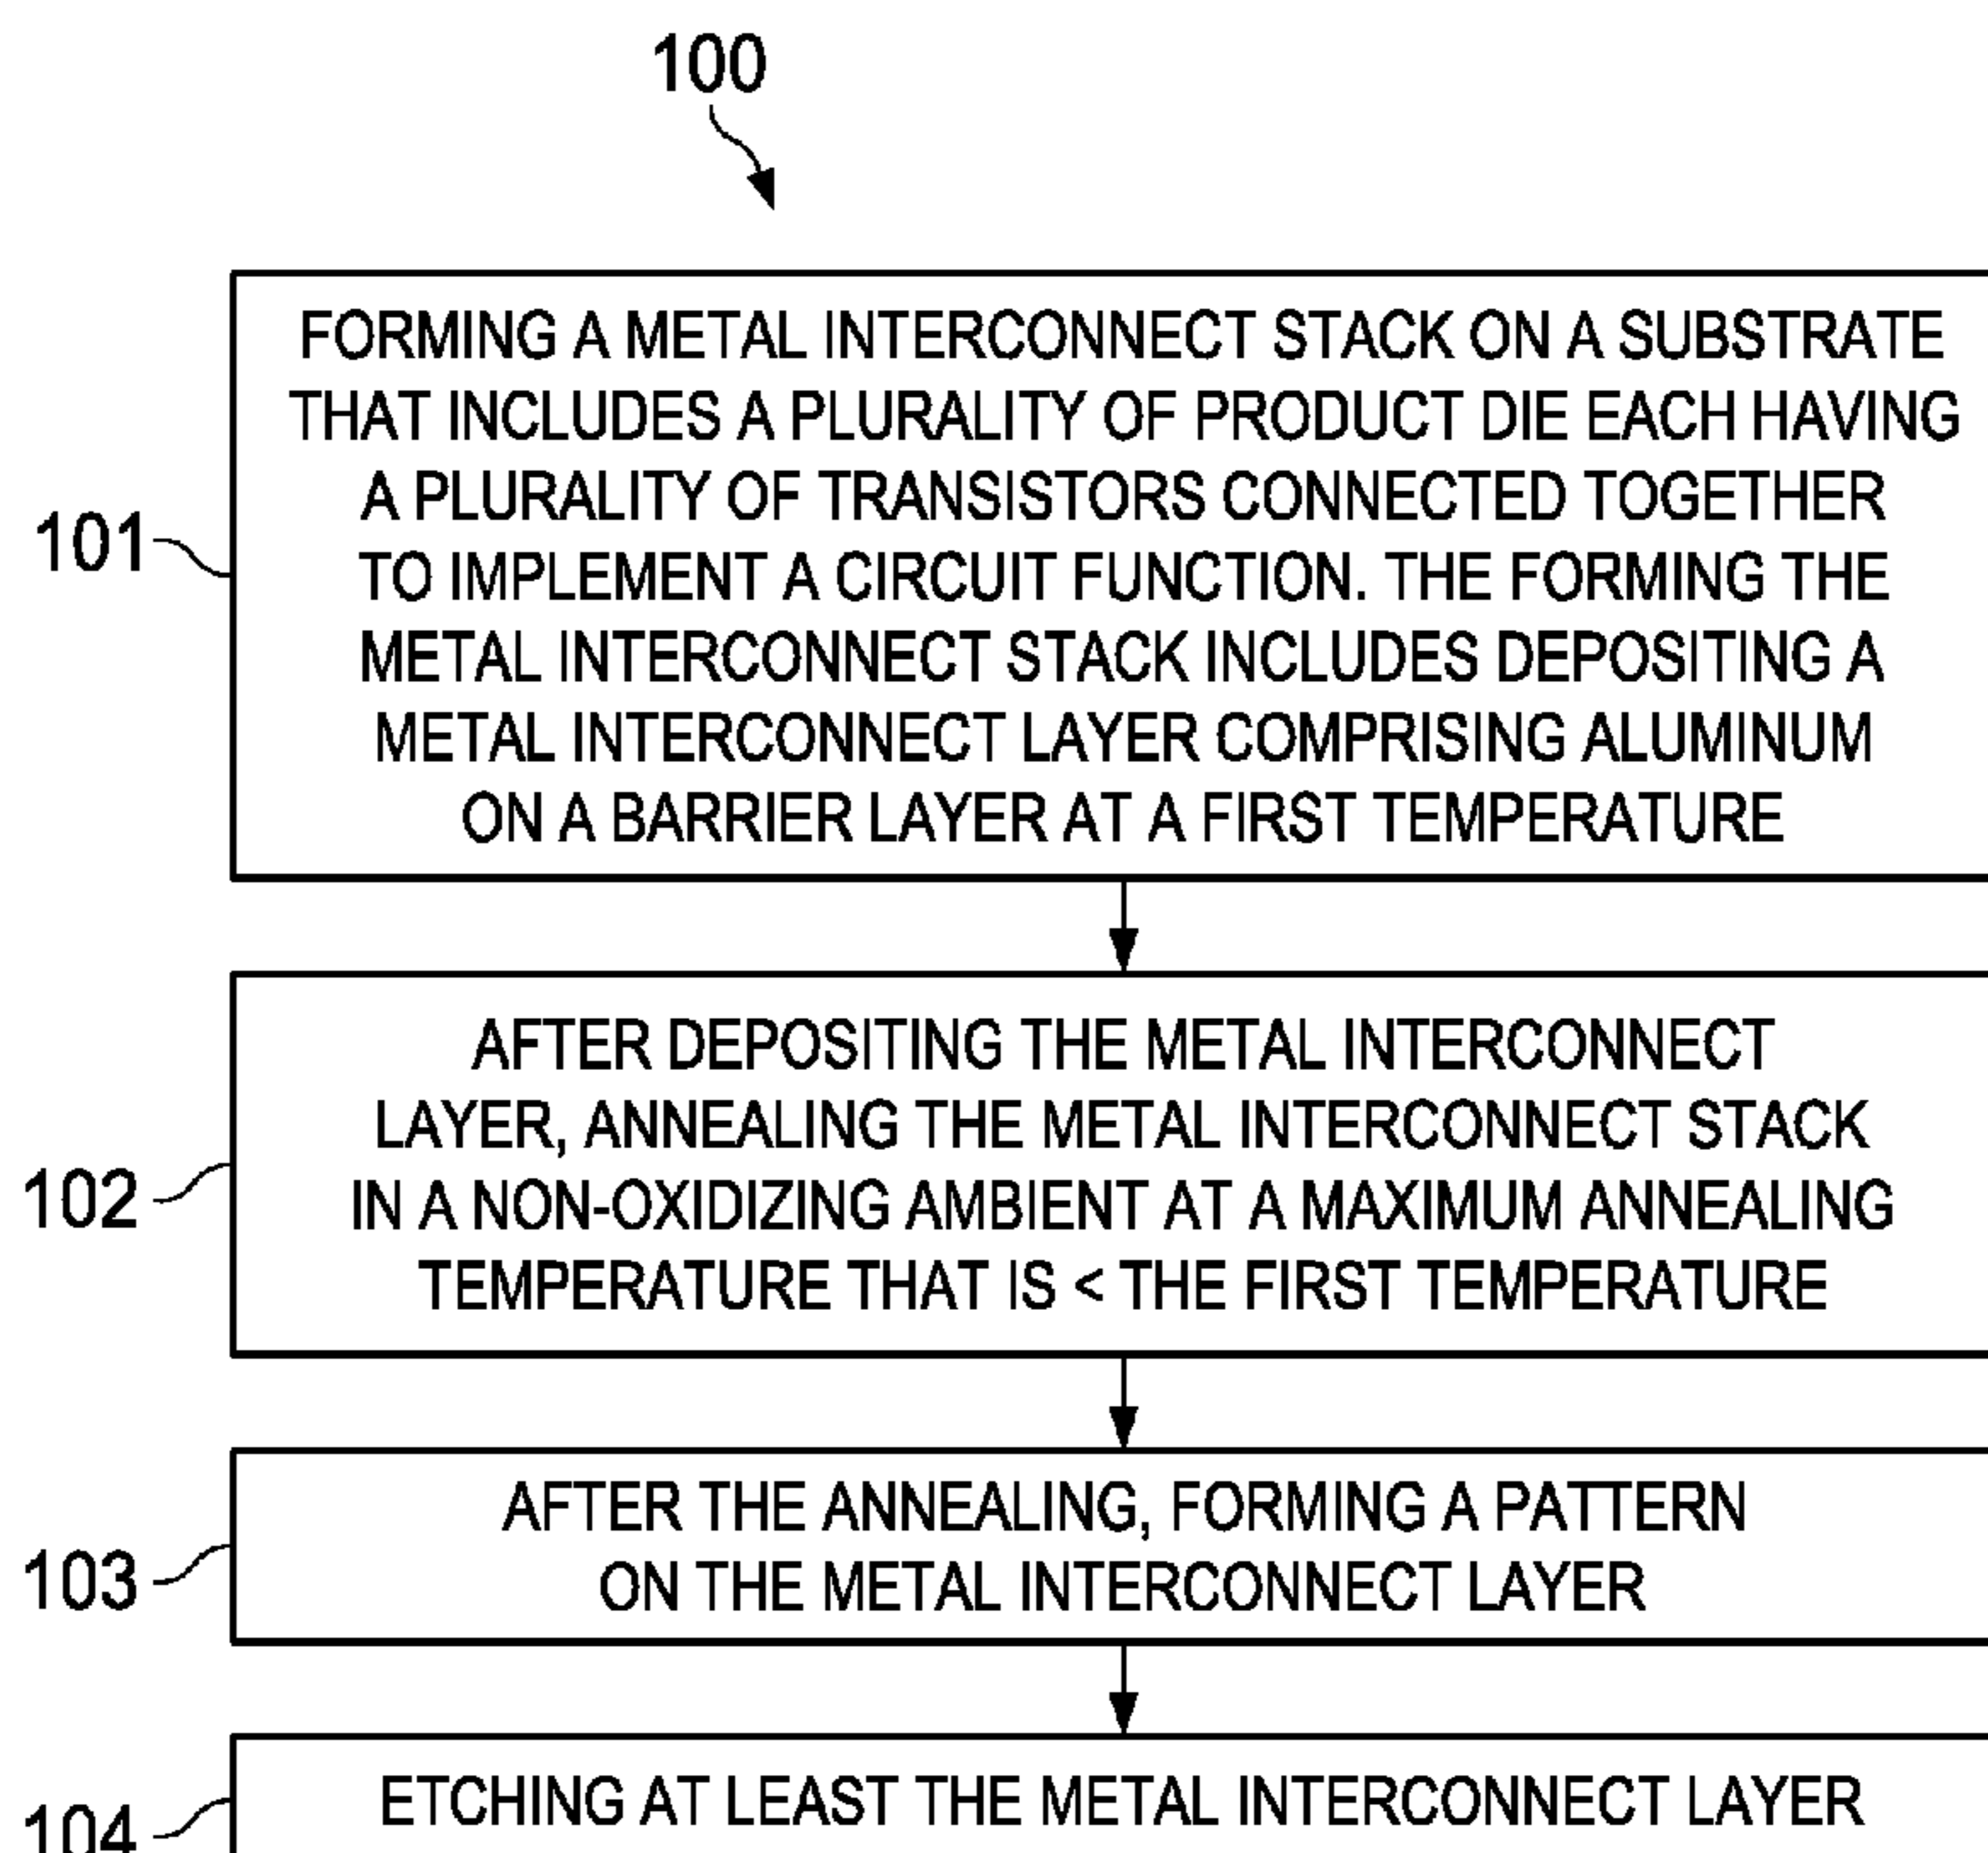 100
FORMING A METAL INTERCONNECT STACK ON A SUBSTRATE
THAT INCLUDES A PLURALITY OF PRODUCT DIE EACH HAVING
A PLURALITY OF TRANSISTORS CONNECTED TOGETHER
TO IMPLEMENT A CIRCUIT FUNCTION. THE FORMING THE
METAL INTERCONNECT STACK INCLUDES DEPOSITING A
METAL INTERCONNECT LAYER COMPRISING ALUMINUM
ON A BARRIER LAYER AT A FIRST TEMPERATURE
101
AFTER DEPOSITING THE METAL INTERCONNECT
LAYER, ANNEALING THE METAL INTERCONNECT STACK
IN A NON-OXIDIZING AMBIENT AT A MAXIMUM ANNEALING
TEMPERATURE THAT IS < THE FIRST TEMPERATURE
102
AFTER THE ANNEALING, FORMING A PATTERN
ON THE METAL INTERCONNECT LAYER
103
ETCHING AT LEAST THE METAL INTERCONNECT LAYER
104